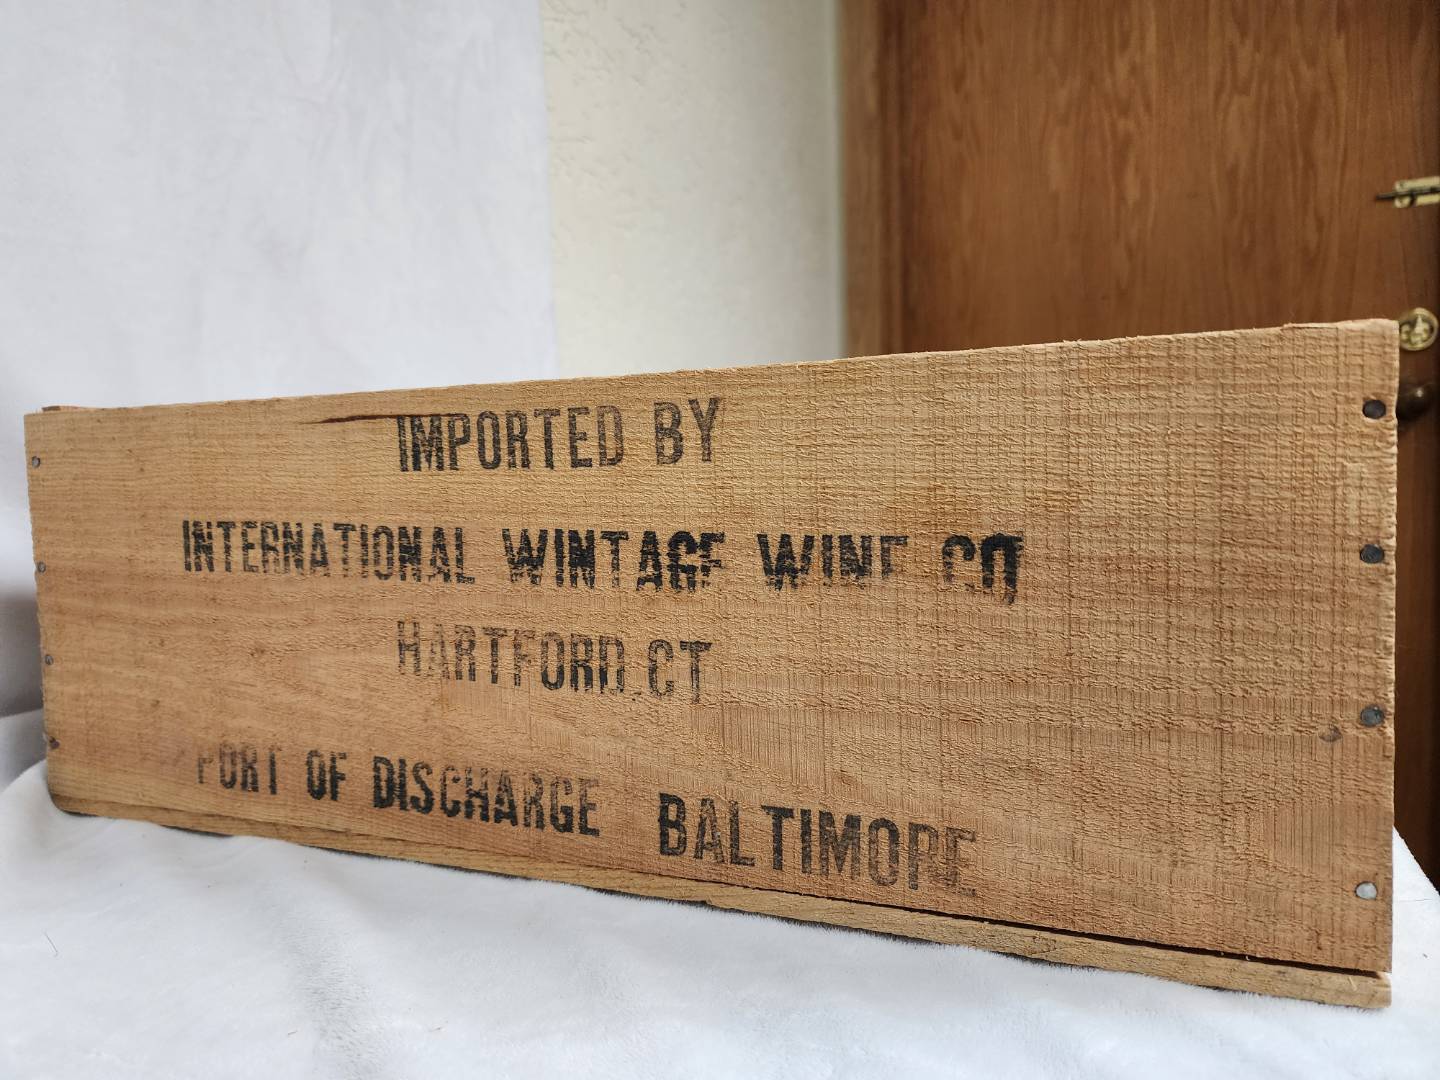 IMPORTED BY
INTERNATIONAL WINTAGE WINE CO
HARTFORD.CT
PORT OF DISCHARGE BALTIMORE